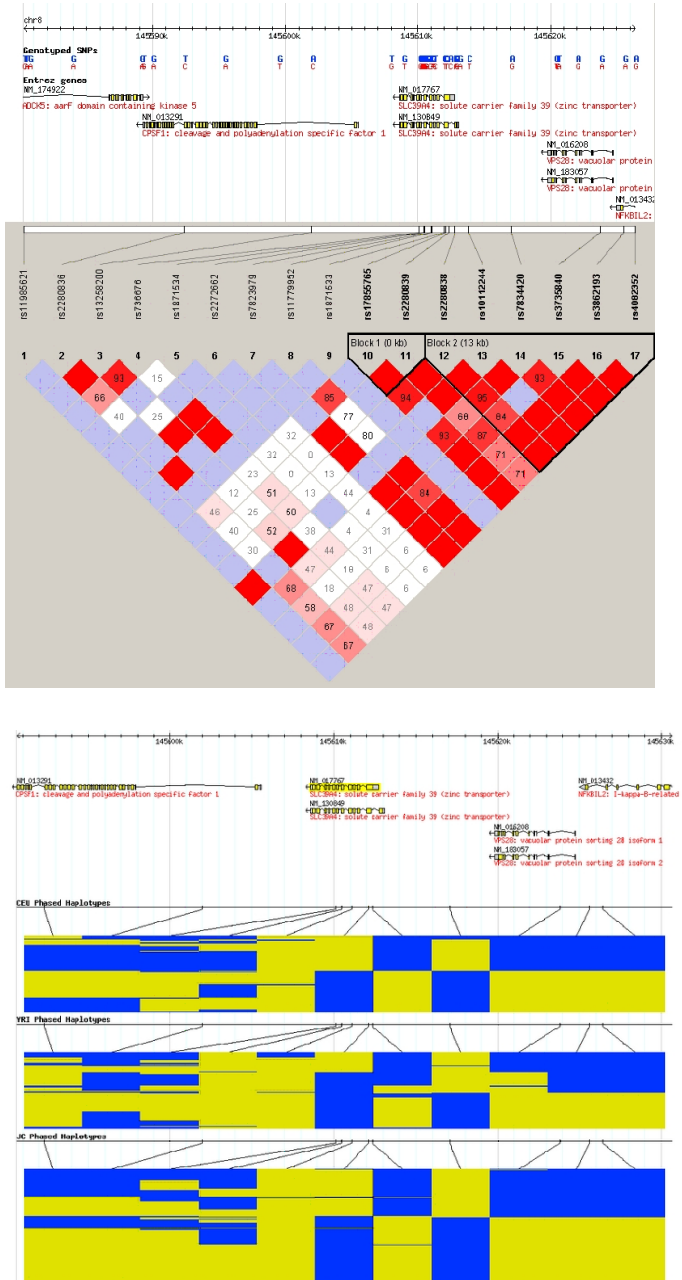 chr8
145590k 145600k 145610k 145620k
Genotyped SNPs
Entrez genes
NM_174922 NM_017767
ADCK5: aarF domain containing kinase 5 SLC39A4: solute carrier family 39 (zinc transporter)
NM_013291 NM_130849
CPSF1: cleavage and polyadenylation specific factor 1 SLC39A4: solute carrier family 39 (zinc transporter)
NM_016208
VPS28: vacuolar protein
NM_183057
VPS28: vacuolar protein
NM_01343
NFKBIL2:
rs11985621
rs2280836
rs13258200
rs736676
rs1871534
rs2272662
rs7823979
rs11779952
rs1871533
rs17855765
rs2280839
rs2280838
rs10112244
rs7834420
rs3735840
rs3862193
rs4082352
Block 1 (0 kb) Block 2 (13 kb)
1 2 3 4 5 6 7 8 9 10 11 12 13 14 15 16 17
93 15 93
66 85 94 95
40 25 77 60 84
32 80 93 87
32 0 71
23 0 13 71
12 51 13 44 84
46 25 50 4
40 52 38 4 31
30 44 31 6
47 10 6
68 18 47 6
58 48 47
67 48
67
145600k 145610k 145620k 145630k
NM_013291 NM_017767 NM_013432
CPSF1: cleavage and polyadenylation specific factor 1 SLC39A4: solute carrier family 39 (zinc transporter) NFKBIL2: I-kappa-B-related
NM_130849
SLC39A4: solute carrier family 39 (zinc transporter)
NM_016208
VPS28: vacuolar protein sorting 28 isoform 1
NM_183057
VPS28: vacuolar protein sorting 28 isoform 2
CEU Phased Haplotypes
YRI Phased Haplotypes
JC Phased Haplotypes